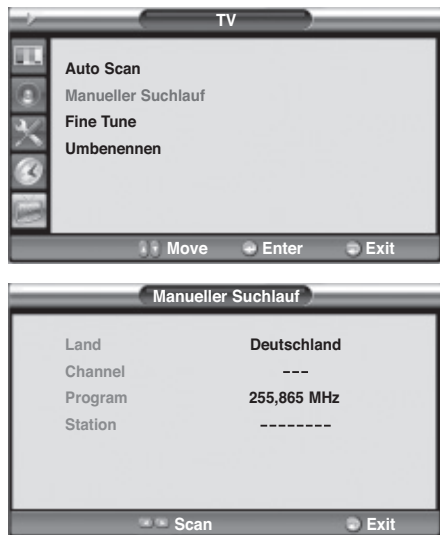 TV
Auto Scan
Manueller Suchlauf
Fine Tune
Umbenennen
Move Enter Exit
Manueller Suchlauf
Land Deutschland
Channel ---
Program 255,865 MHz
Station --------
Scan Exit